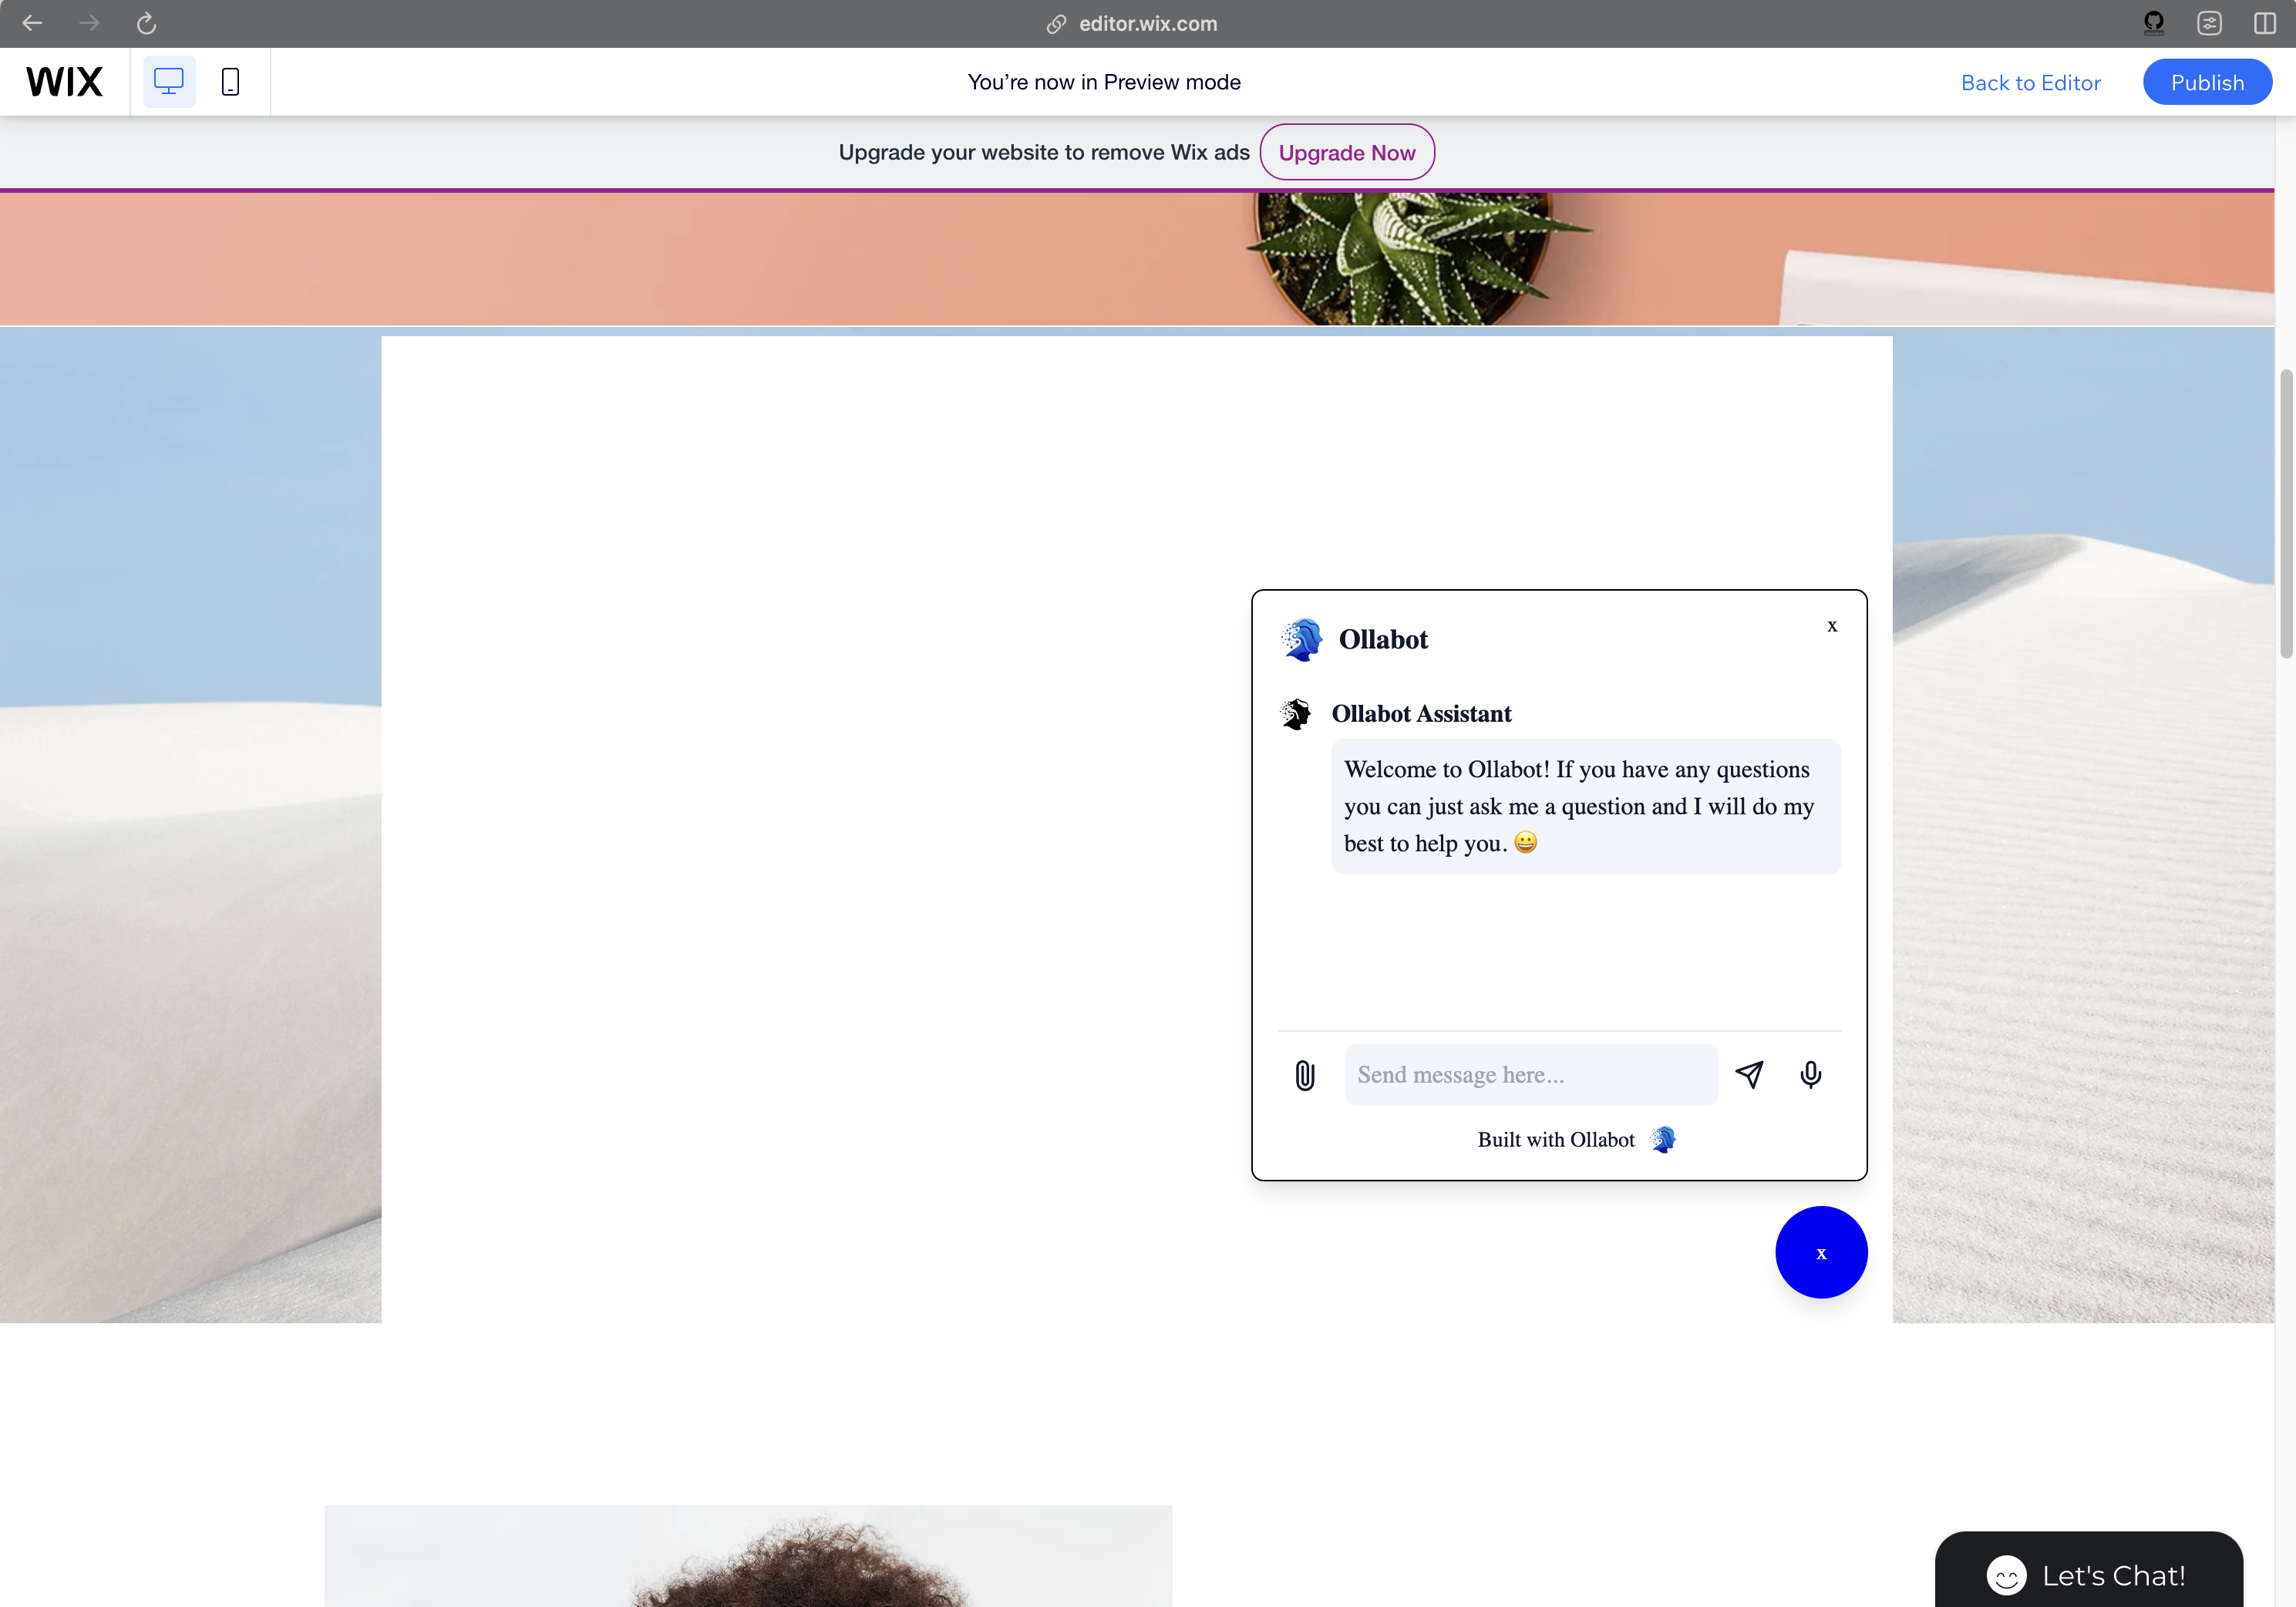 editor.wix.com
WIX
You're now in Preview mode
Back to Editor
Publish
Upgrade your website to remove Wix ads
Upgrade Now
Ollabot
x
Ollabot Assistant
Welcome to Ollabot! If you have any questions
you can just ask me a question and I will do my
best to help you. 😀
Send message here...
Built with Ollabot
x
Let's Chat!